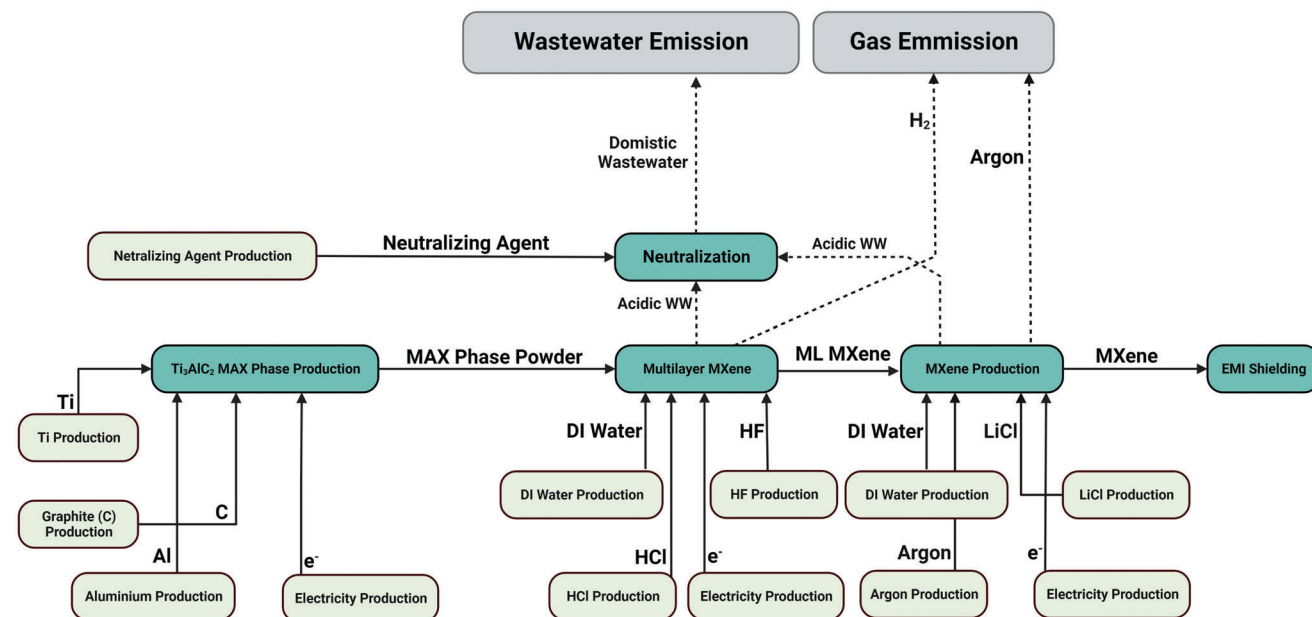 Wastewater Emission
Gas Emmission
H₂
Domistic
Wastewater
Argon
Netralizing Agent Production
Neutralizing Agent
Neutralization
Acidic WW
Acidic WW
Ti₃AlC₂ MAX Phase Production
MAX Phase Powder
Multilayer MXene
ML MXene
MXene Production
MXene
EMI Shielding
Ti
Ti Production
DI Water
HF
DI Water
LiCl
DI Water Production
HF Production
DI Water Production
LiCl Production
Graphite (C)
Production
C
Al
e⁻
HCl
e⁻
Argon
e⁻
Aluminium Production
Electricity Production
HCl Production
Electricity Production
Argon Production
Electricity Production